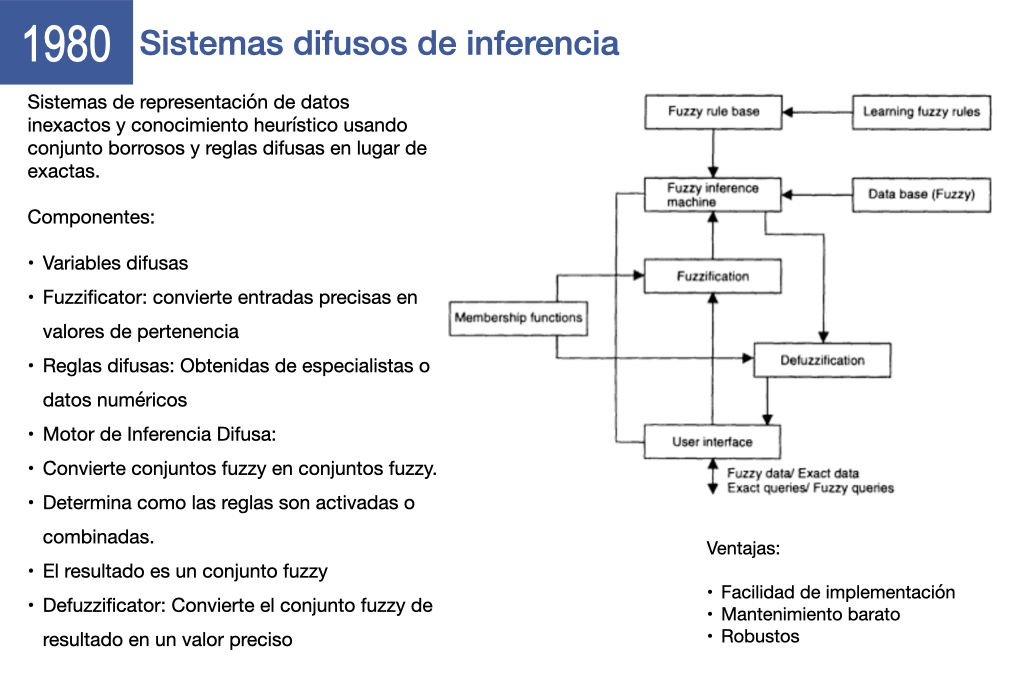 1980
Sistemas difusos de inferencia
Sistemas de representación de datos
inexactos y conocimiento heurístico usando
conjunto borrosos y reglas difusas en lugar de
exactas.
Componentes:
• Variables difusas
• Fuzzificator: convierte entradas precisas en
valores de pertenencia
• Reglas difusas: Obtenidas de especialistas o
datos numéricos
• Motor de Inferencia Difusa:
• Convierte conjuntos fuzzy en conjuntos fuzzy.
• Determina como las reglas son activadas o
combinadas.
• El resultado es un conjunto fuzzy
• Defuzzificator: Convierte el conjunto fuzzy de
resultado en un valor preciso
Fuzzy rule base
Learning fuzzy rules
Fuzzy inference
machine
Data base (Fuzzy)
Fuzzification
Membership functions
Defuzzification
User interface
Fuzzy data/ Exact data
Exact queries/ Fuzzy queries
Ventajas:
• Facilidad de implementación
• Mantenimiento barato
• Robustos